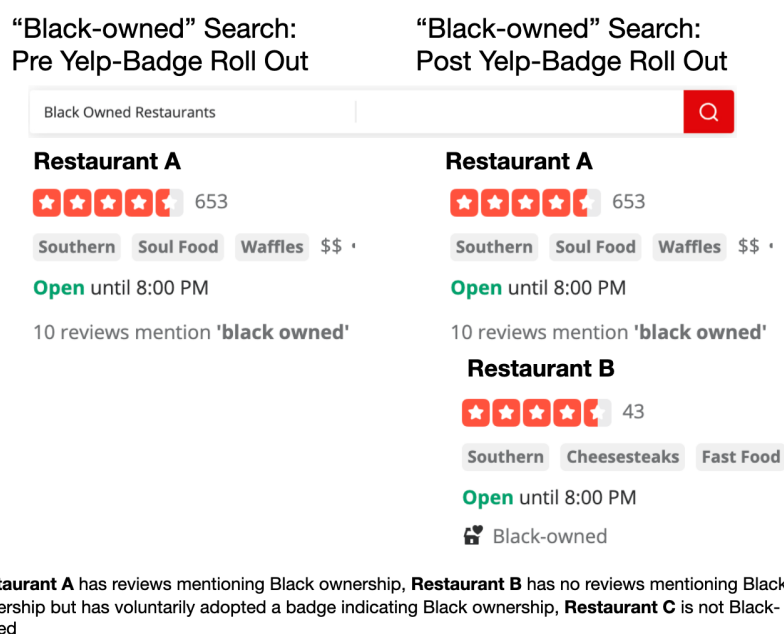 “Black-owned” Search: “Black-owned” Search:
Pre Yelp-Badge Roll Out Post Yelp-Badge Roll Out
Black Owned Restaurants
Restaurant A Restaurant A
653 653
Southern Soul Food Waffles $$ • Southern Soul Food Waffles $$ •
Open until 8:00 PM Open until 8:00 PM
10 reviews mention 'black owned' 10 reviews mention 'black owned'
Restaurant B
43
Southern Cheesesteaks Fast Food
Open until 8:00 PM
Black-owned
taurant A has reviews mentioning Black ownership, Restaurant B has no reviews mentioning Black
ership but has voluntarily adopted a badge indicating Black ownership, Restaurant C is not Black-
ed